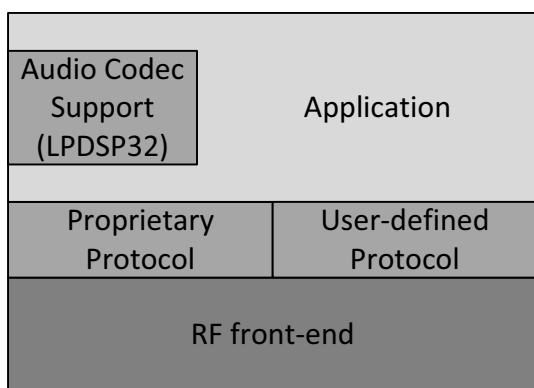 Audio Codec
Support
(LPDSP32)
Application
Proprietary
Protocol
User-defined
Protocol
RF front-end